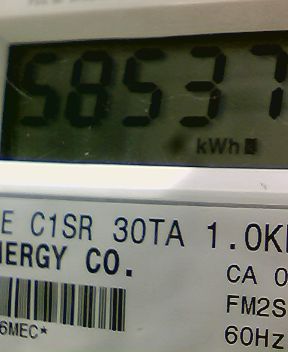 58537
kWh
E C1SR 30TA 1.0K
ERGY CO.
CA 0
FM2S
6MEC*
60Hz